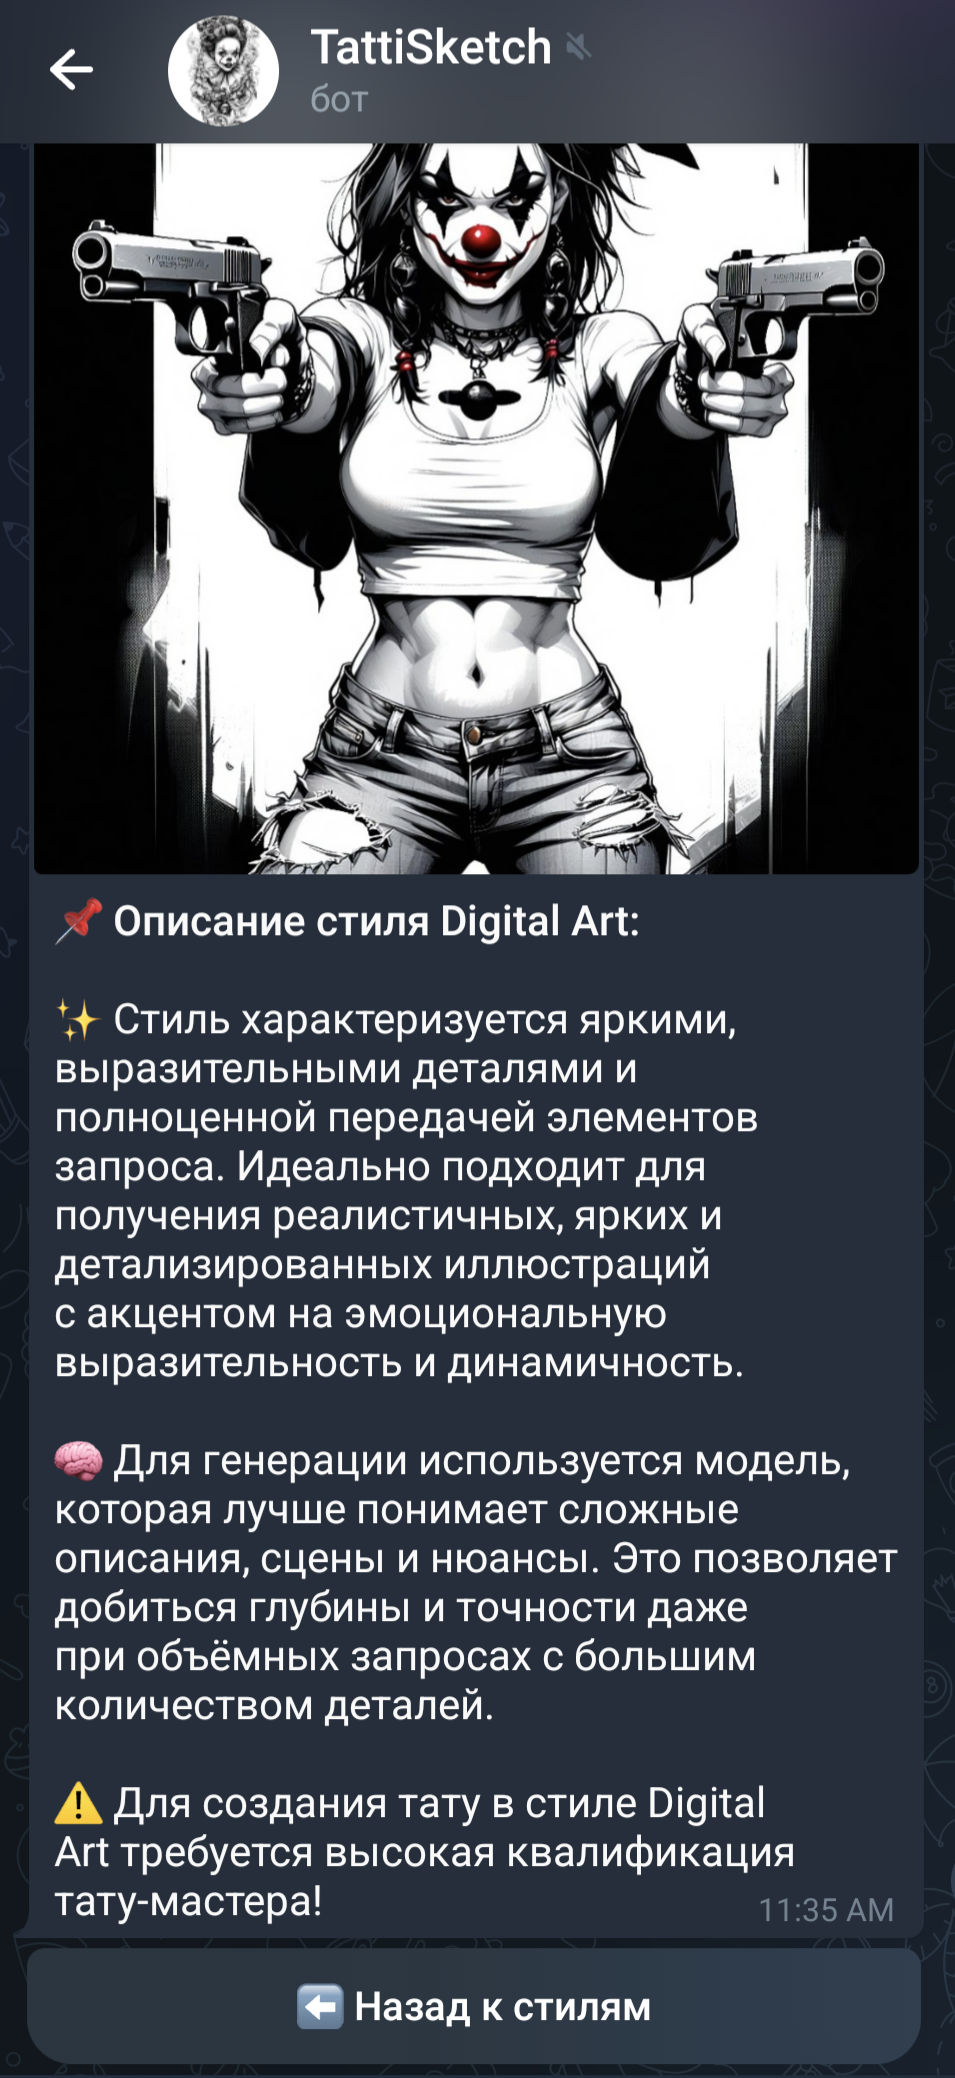 TattiSketch
бот
📌 Описание стиля Digital Art:
✨ Стиль характеризуется яркими,
выразительными деталями и
полноценной передачей элементов
запроса. Идеально подходит для
получения реалистичных, ярких и
детализированных иллюстраций
с акцентом на эмоциональную
выразительность и динамичность.
🧠 Для генерации используется модель,
которая лучше понимает сложные
описания, сцены и нюансы. Это позволяет
добиться глубины и точности даже
при объёмных запросах с большим
количеством деталей.
⚠️ Для создания тату в стиле Digital
Art требуется высокая квалификация
тату-мастера!
11:35 AM
⬅️ Назад к стилям